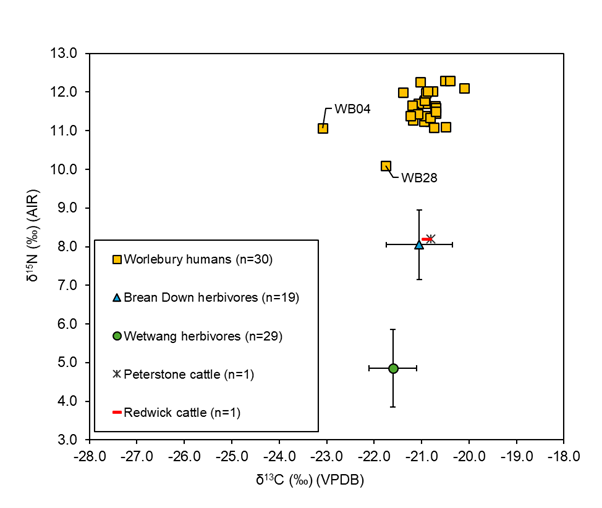 13.0
12.0
11.0
10.0
9.0
8.0
7.0
6.0
5.0
4.0
3.0
δ¹⁵N (‰) (AIR)
WB04
WB28
Worlebury humans (n=30)
Brean Down herbivores (n=19)
Wetwang herbivores (n=29)
Peterstone cattle (n=1)
Redwick cattle (n=1)
-28.0 -27.0 -26.0 -25.0 -24.0 -23.0 -22.0 -21.0 -20.0 -19.0 -18.0
δ¹³C (‰) (VPDB)